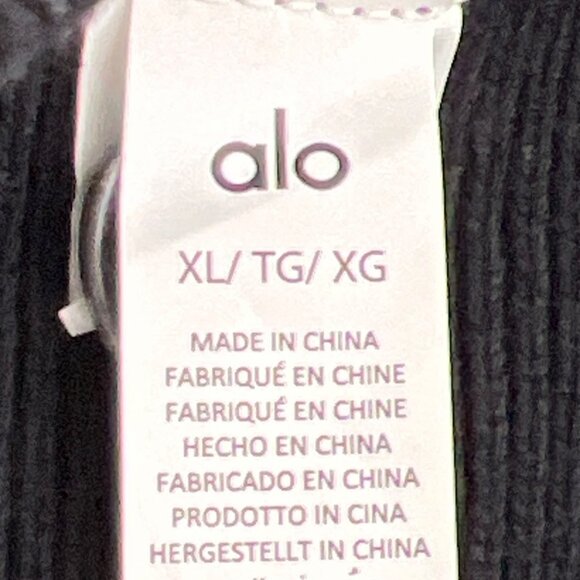 alo
XL/ TG/ XG
MADE IN CHINA
FABRIQUÉ EN CHINE
FABRIQUÉ EN CHINE
HECHO EN CHINA
FABRICADO EN CHINA
PRODOTTO IN CINA
HERGESTELLT IN CHINA